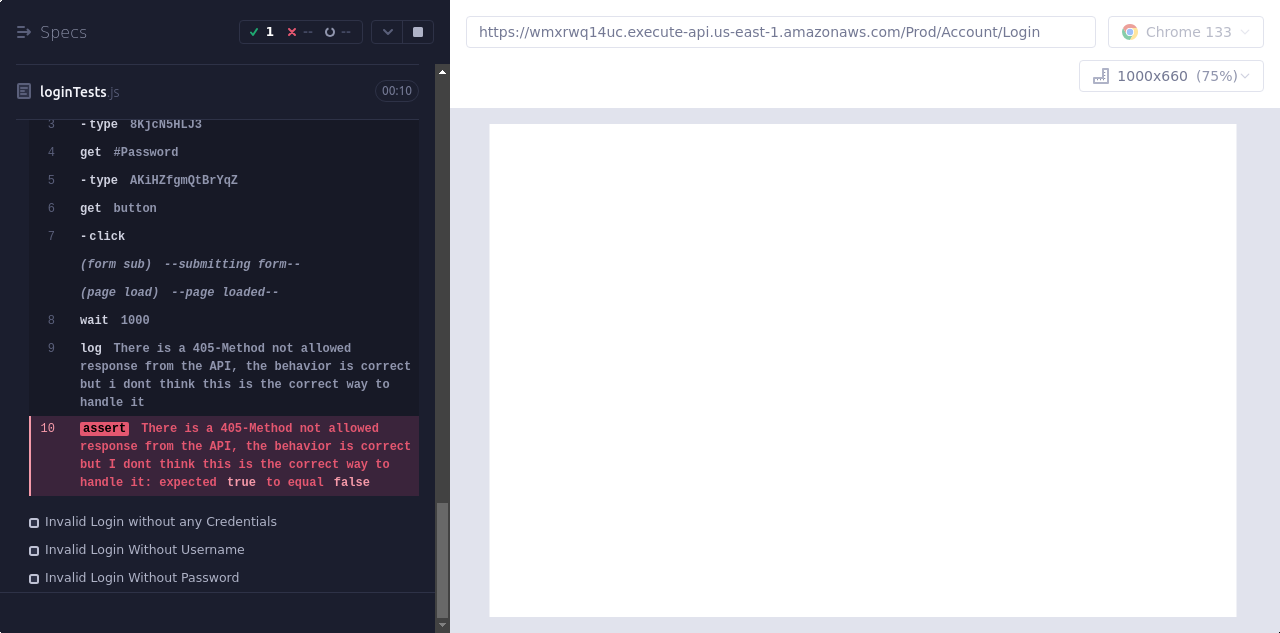 Specs
1
--
--
loginTests.js
00:10
3 -type 8KjcN5HLJ3
4 get #Password
5 -type AKiHZfgmQtBrYqZ
6 get button
7 -click
(form sub) --submitting form--
(page load) --page loaded--
8 wait 1000
9 log There is a 405-Method not allowed
response from the API, the behavior is correct
but i dont think this is the correct way to
handle it
10 assert There is a 405-Method not allowed
response from the API, the behavior is correct
but I dont think this is the correct way to
handle it: expected true to equal false
Invalid Login without any Credentials
Invalid Login Without Username
Invalid Login Without Password
https://wmxrwq14uc.execute-api.us-east-1.amazonaws.com/Prod/Account/Login
Chrome 133
1000x660 (75%)